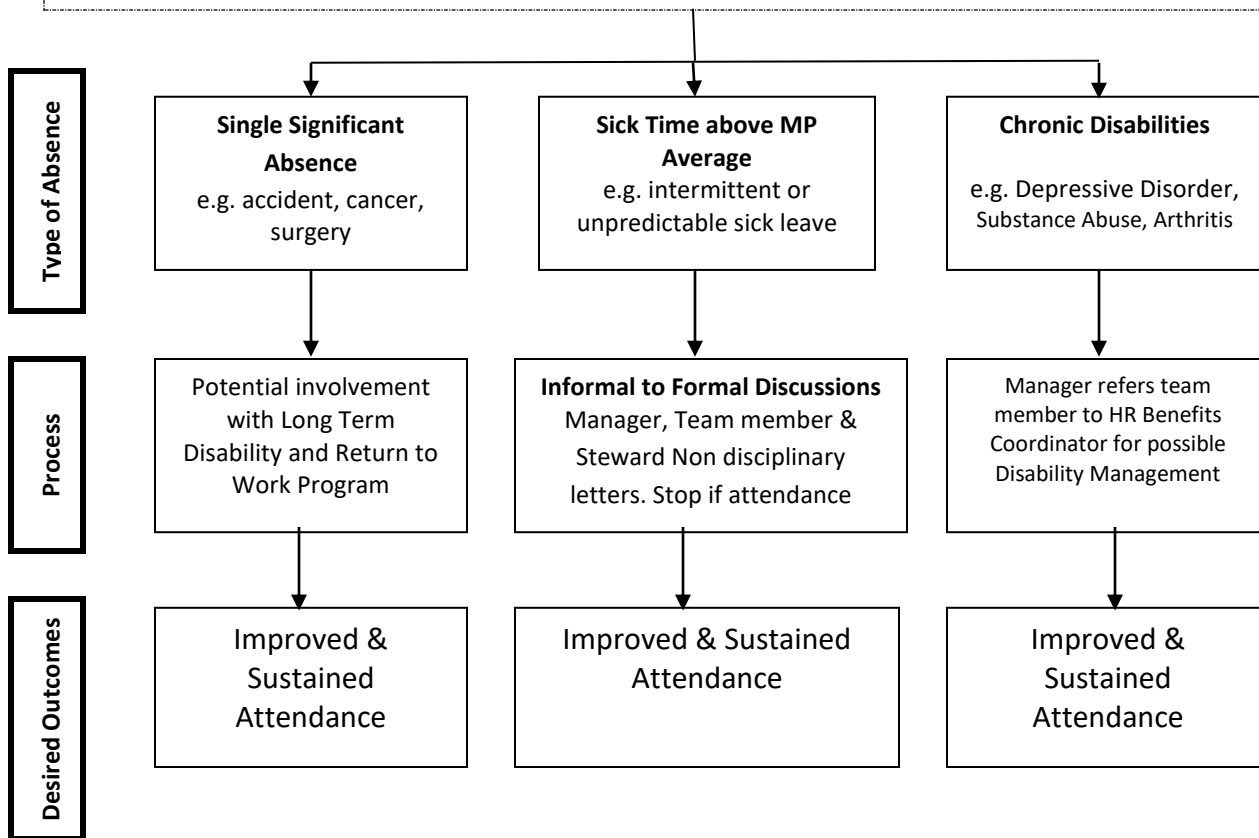 Type of Absence
Single Significant
Absence
e.g. accident, cancer,
surgery
Sick Time above MP
Average
e.g. intermittent or
unpredictable sick leave
Chronic Disabilities
e.g. Depressive Disorder,
Substance Abuse, Arthritis
Process
Potential involvement
with Long Term
Disability and Return to
Work Program
Informal to Formal Discussions
Manager, Team member &
Steward Non disciplinary
letters. Stop if attendance
Manager refers team
member to HR Benefits
Coordinator for possible
Disability Management
Desired Outcomes
Improved &
Sustained
Attendance
Improved & Sustained
Attendance
Improved &
Sustained
Attendance